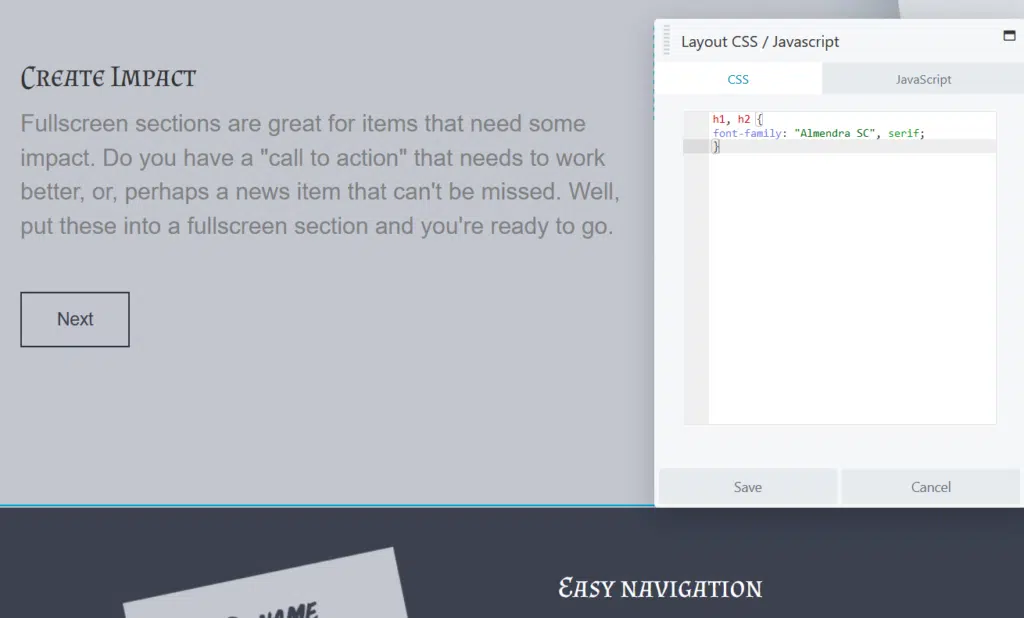 Create Impact
Fullscreen sections are great for items that need some
impact. Do you have a "call to action" that needs to work
better, or, perhaps a news item that can't be missed. Well,
put these into a fullscreen section and you're ready to go.
Next
Layout CSS / Javascript
CSS
JavaScript
h1, h2 {
font-family: "Almendra SC", serif;
}
Save
Cancel
NAME
Easy navigation